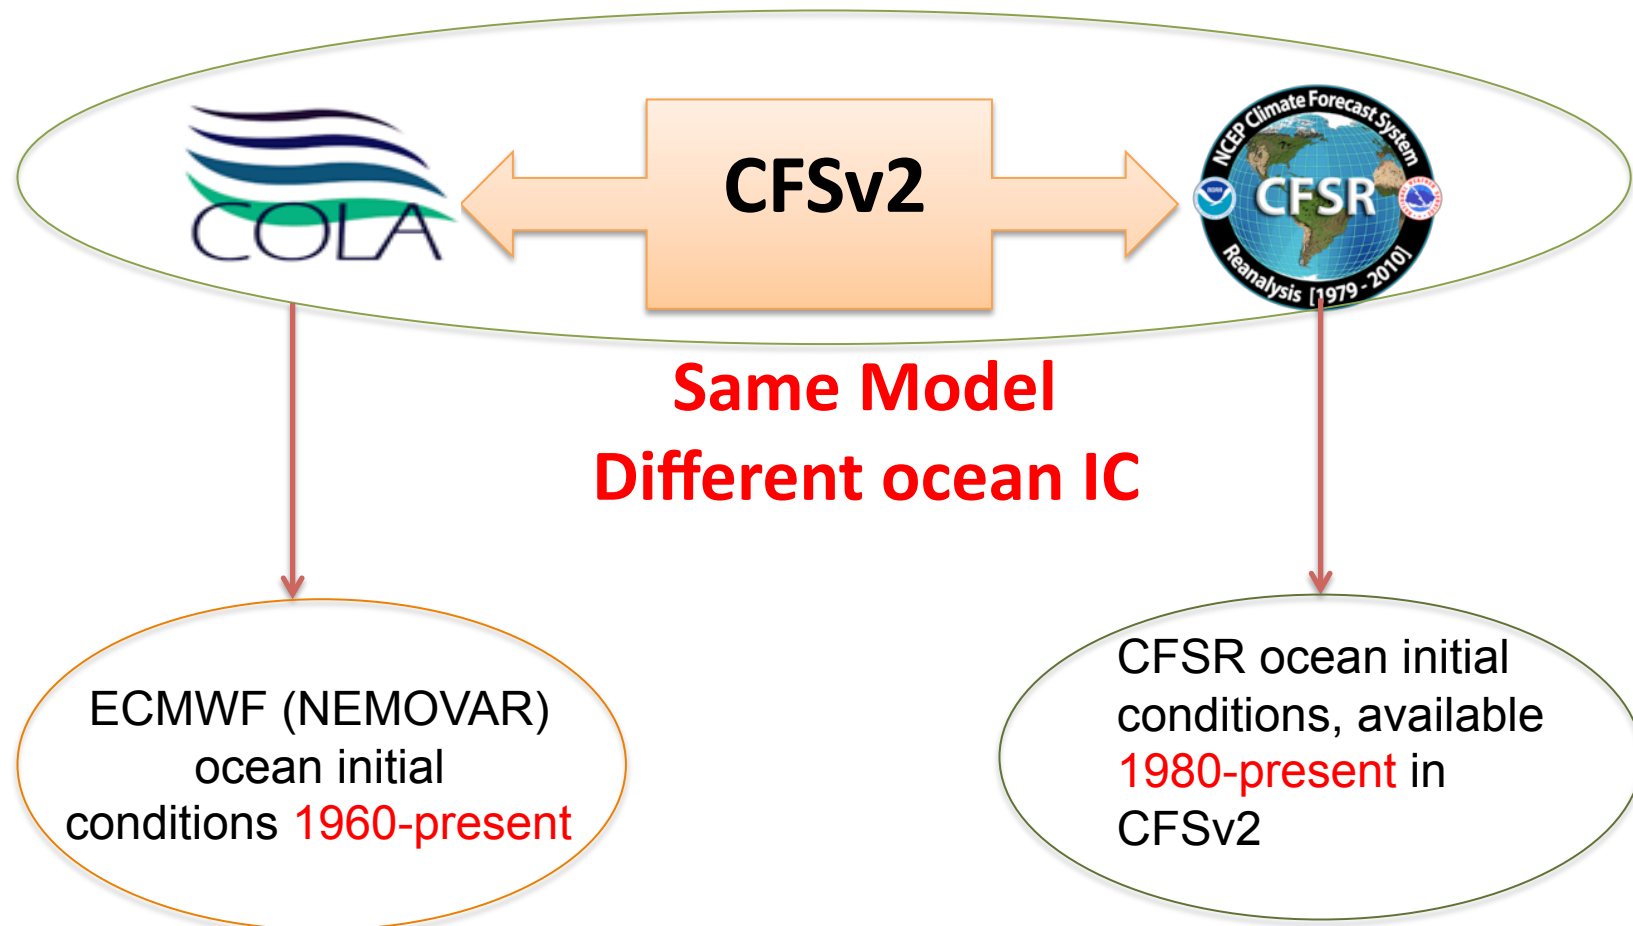 COLA
CFSv2
NCEP Climate Forecast System
CFSR
Reanalysis [1979 - 2010]
Same Model
Different ocean IC
ECMWF (NEMOVAR)
ocean initial
conditions 1960-present
CFSR ocean initial
conditions, available
1980-present in
CFSv2